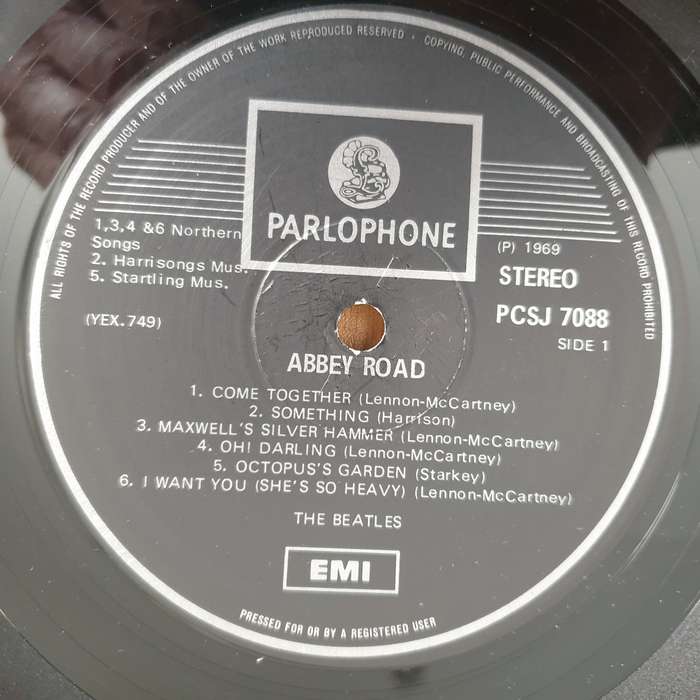 ALL RIGHTS OF THE RECORD PRODUCER AND OF THE OWNER OF THE WORK REPRODUCED RESERVED · COPYING, PUBLIC PERFORMANCE AND BROADCASTING OF THIS RECORD PROHIBITED
PARLOPHONE
1,3,4 &6 Northern
Songs
2. Harrisongs Mus.
5. Startling Mus.
(YEX.749)
(P) 1969
STEREO
PCSJ 7088
SIDE 1
ABBEY ROAD
1. COME TOGETHER (Lennon-McCartney)
2. SOMETHING (Harrison)
3. MAXWELL'S SILVER HAMMER (Lennon-McCartney)
4. OH! DARLING (Lennon-McCartney)
5. OCTOPUS'S GARDEN (Starkey)
6. I WANT YOU (SHE'S SO HEAVY) (Lennon-McCartney)
THE BEATLES
EMI
PRESSED FOR OR BY A REGISTERED USER